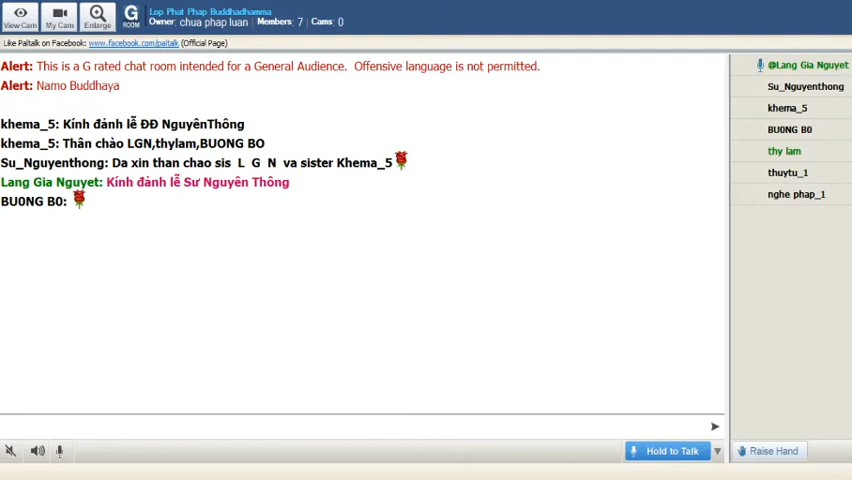 Lop Phat Phap Buddhadhamma
Owner: chua phap luan Members: 7 Cams: 0
View Cam My Cam Enlarge G ROOM
Like Paltalk on Facebook: www.facebook.com/paltalk (Official Page)
Alert: This is a G rated chat room intended for a General Audience. Offensive language is not permitted.
Alert: Namo Buddhaya
khema_5: Kính đảnh lễ ĐĐ NguyênThông
khema_5: Thân chào LGN,thylam,BUONG BO
Su_Nguyenthong: Da xin than chao sis L G N va sister Khema_5
Lang Gia Nguyet: Kính đảnh lễ Sư Nguyên Thông
BU0NG B0:
@Lang Gia Nguyet
Su_Nguyenthong
khema_5
BU0NG B0
thy lam
thuytu_1
nghe phap_1
Hold to Talk
Raise Hand